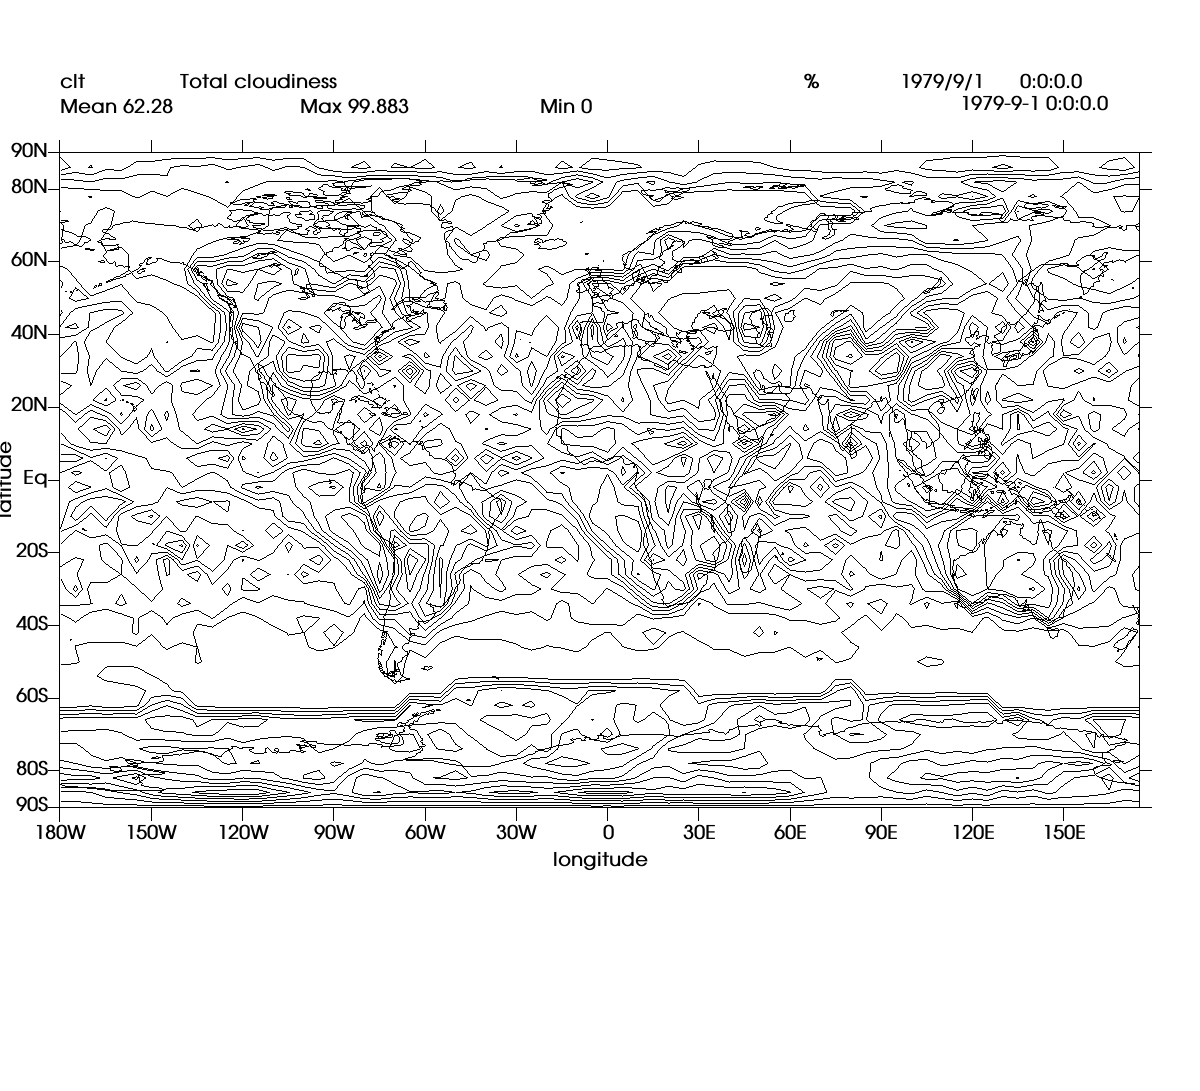 clt Total cloudiness % 1979/9/1 0:0:0.0
Mean 62.28 Max 99.883 Min 0 1979-9-1 0:0:0.0
90N
80N
60N
40N
20N
Eq
20S
40S
60S
80S
90S
latitude
180W 150W 120W 90W 60W 30W 0 30E 60E 90E 120E 150E
longitude